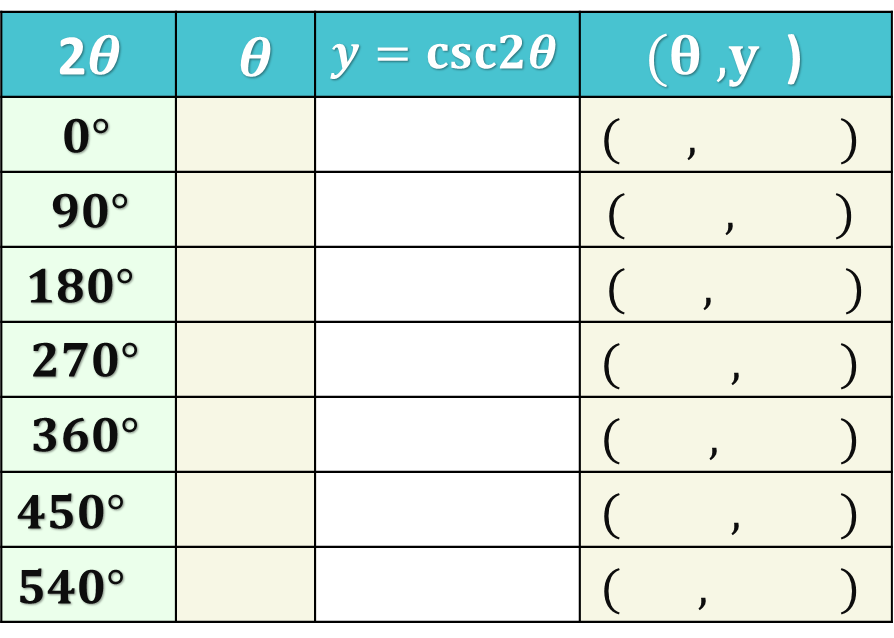 2θ θ y = csc2θ (θ ,y )
0° ( , )
90° ( , )
180° ( , )
270° ( , )
360° ( , )
450° ( , )
540° ( , )